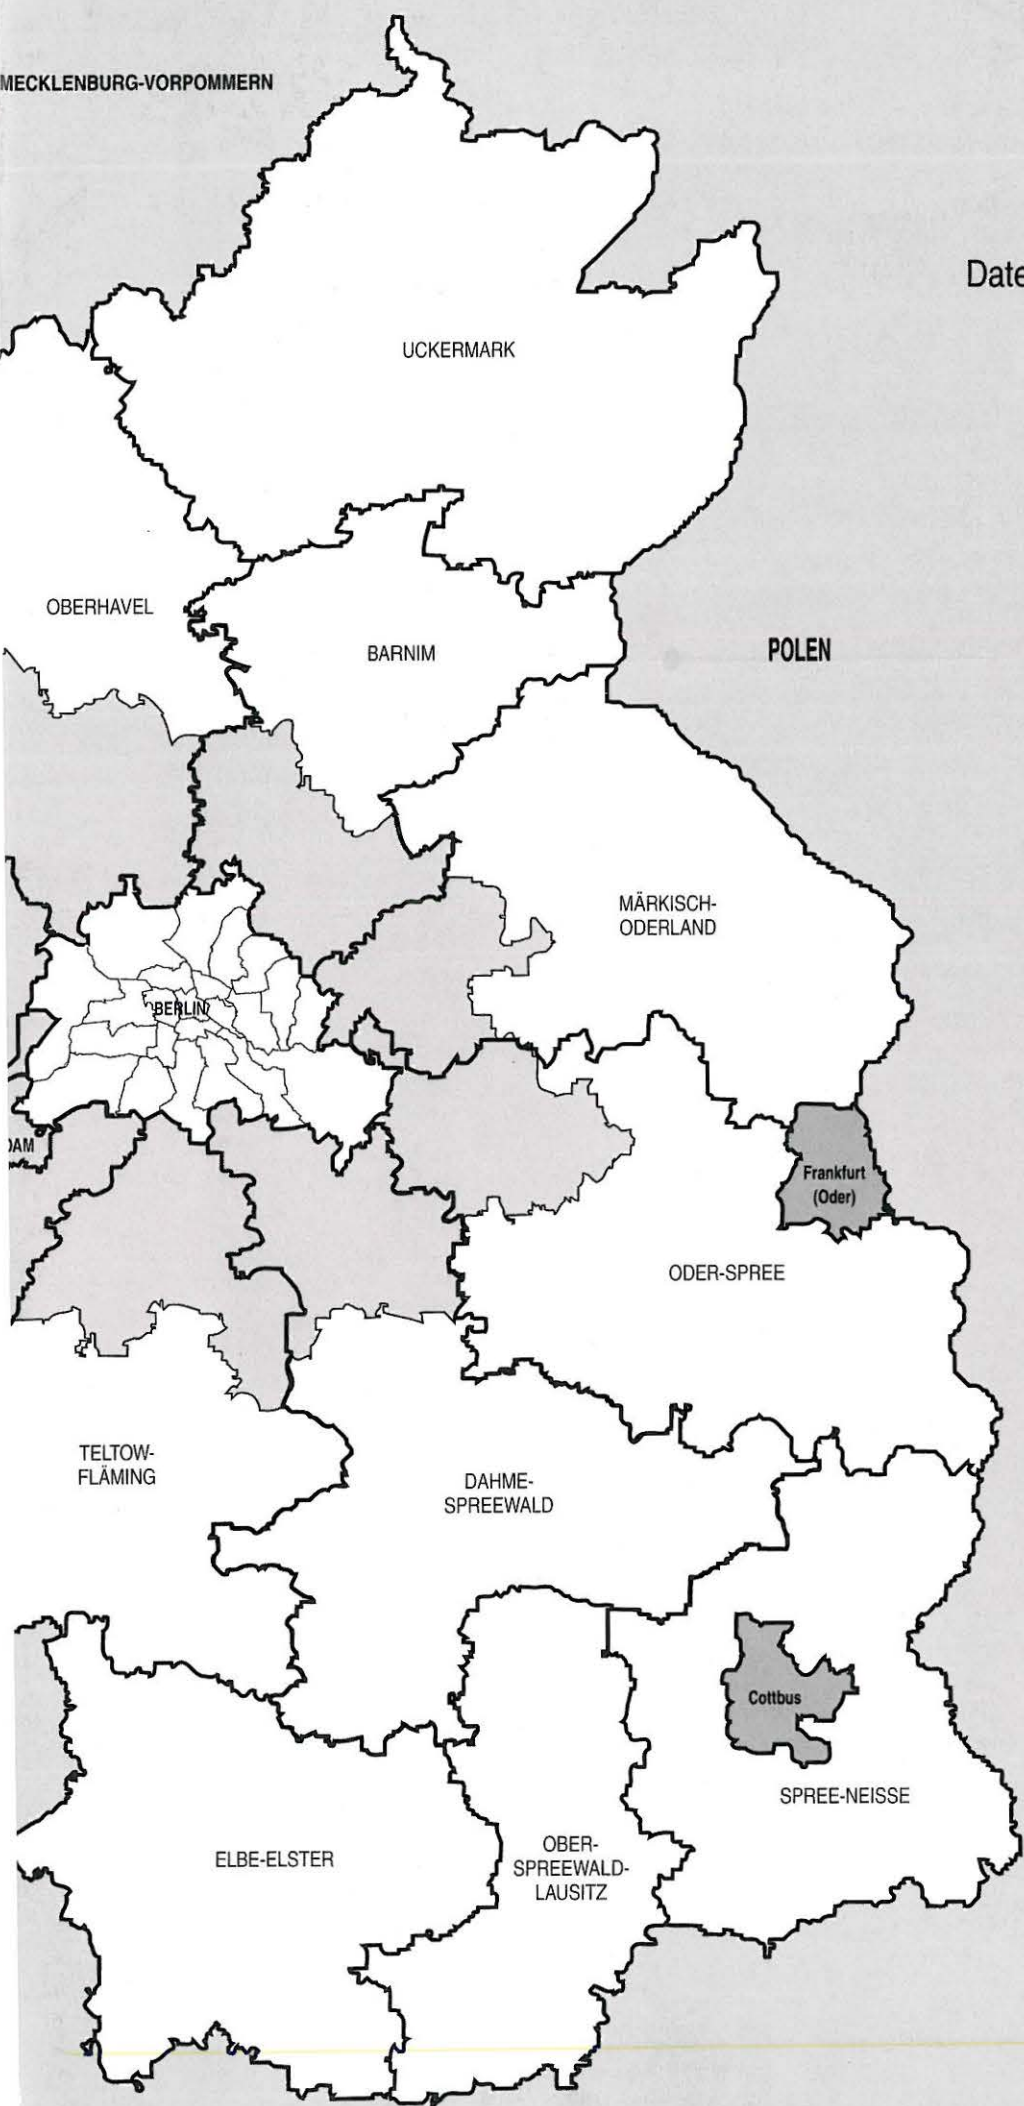 MECKLENBURG-VORPOMMERN
Date
UCKERMARK
OBERHAVEL
BARNIM
POLEN
MÄRKISCH-
ODERLAND
BERLIN
DAM
Frankfurt
(Oder)
ODER-SPREE
TELTOW-
FLÄMING
DAHME-
SPREEWALD
Cottbus
SPREE-NEISSE
ELBE-ELSTER
OBER-
SPREEWALD-
LAUSITZ